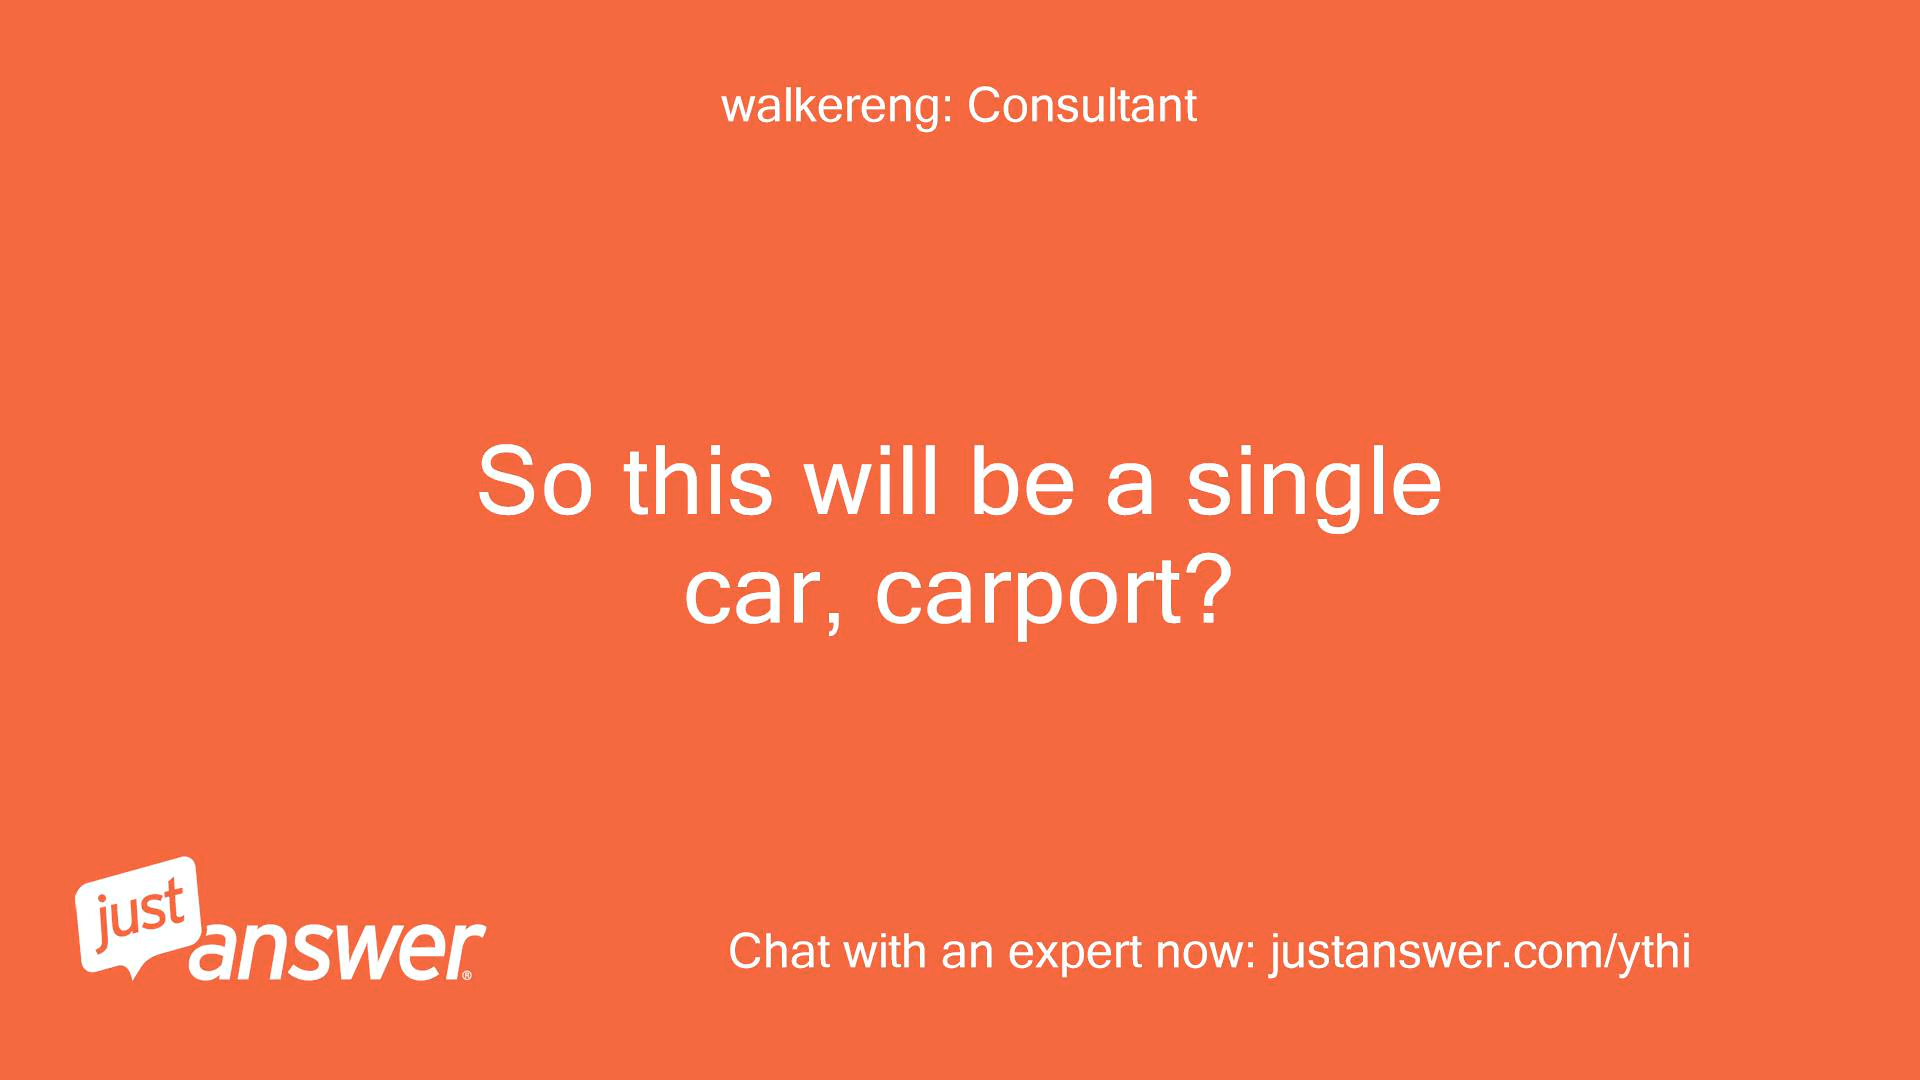 walkereng: Consultant
So this will be a single
car, carport?
just
answer®
Chat with an expert now: justanswer.com/ythi